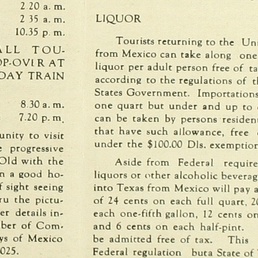 2.20 a. m.
2.35 a. m.
10.35 p. m.
ALL TOU-
OP-OVER AT
DAY TRAIN
8.30 a. m.
7.20 p. m.
unity to visit
e progressive
Old with the
n a good ho-
f sight seeing
ru the pictu-
er details in-
ber of Com-
ys of Mexico
025.
LIQUOR
Tourists returning to the Uni
from Mexico can take along one
liquor per adult person free of ta
according to the regulations of th
States Government. Importations
one quart but under and up to o
can be taken by persons resident
that have such allowance, free o
under the $100.00 Dls. exemption
Aside from Federal require
liquors or other alcoholic beverag
into Texas from Mexico will pay a
of 24 cents on each full quart, 20
each one-fifth gallon, 12 cents on
and 6 cents on each half-pint.
be admitted free of tax. This
Federal regulation but a State of